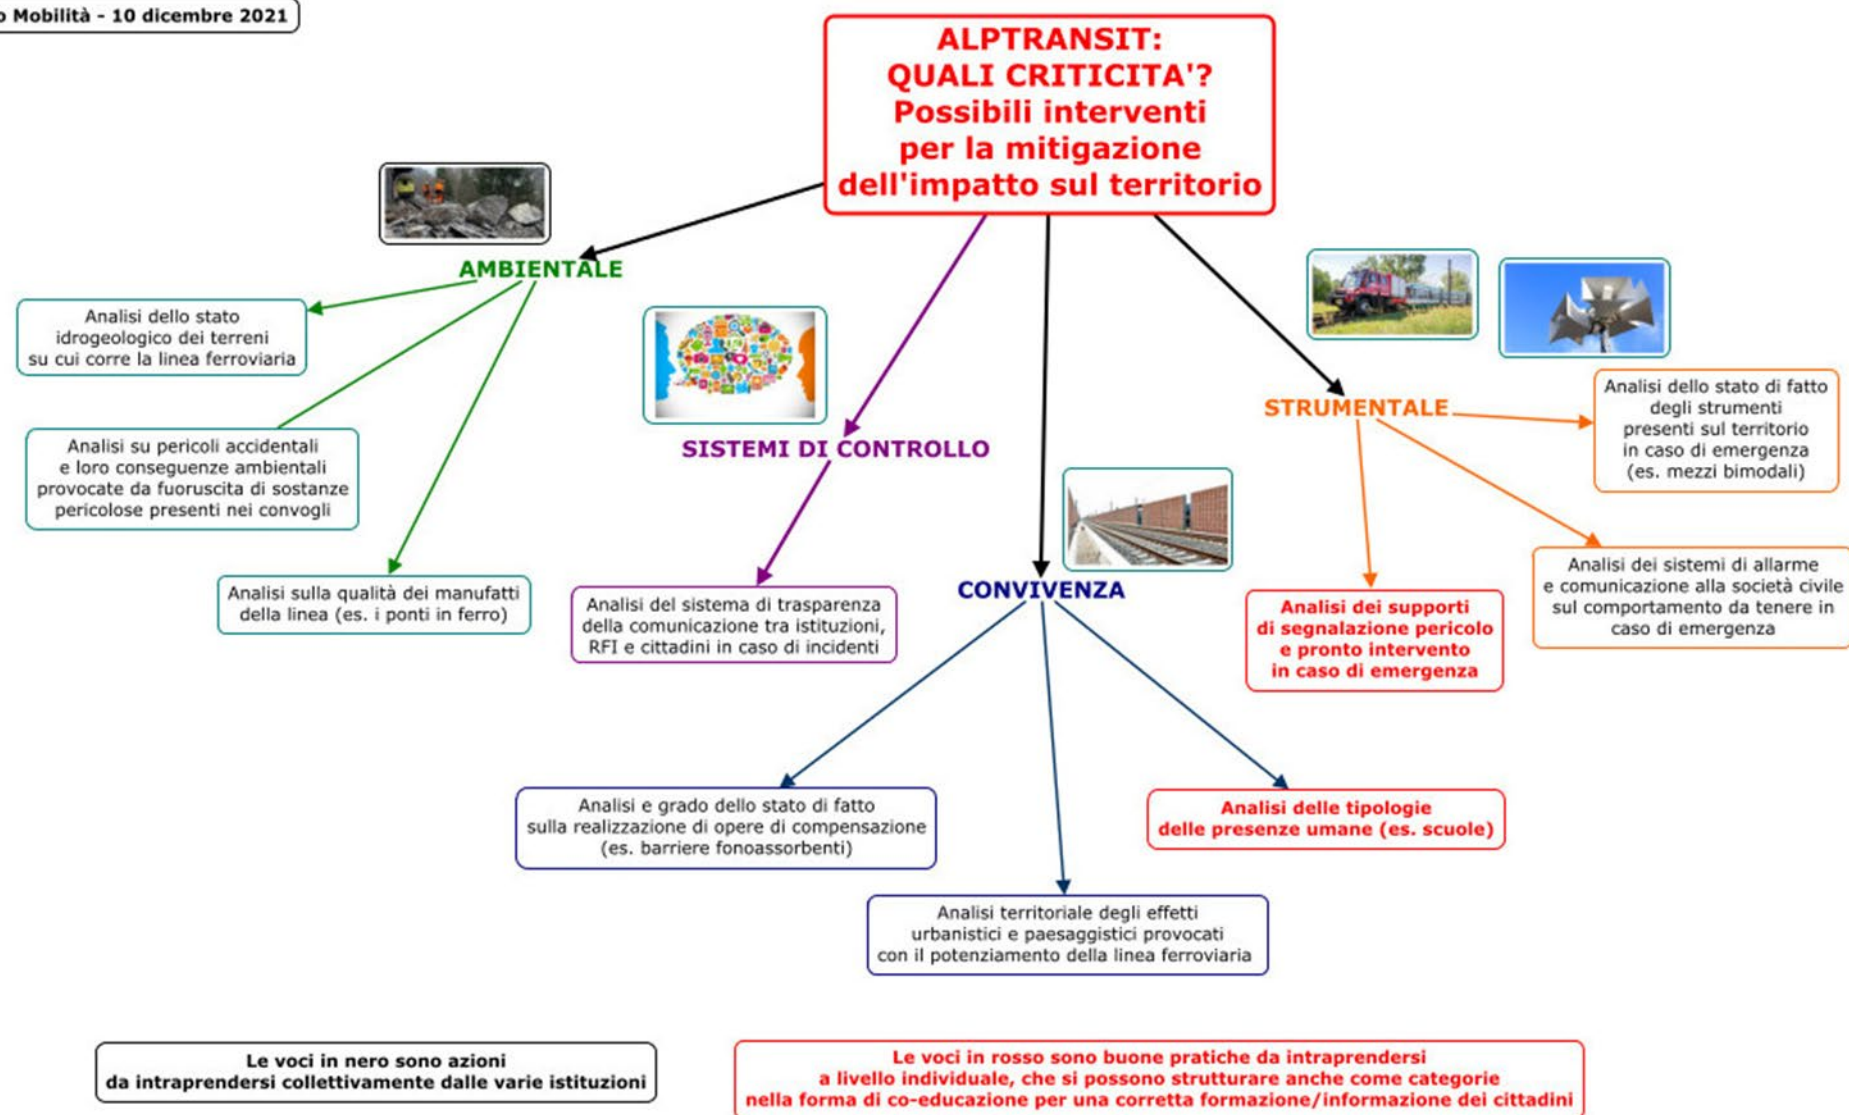 o Mobilità - 10 dicembre 2021
ALPTRANSIT:
QUALI CRITICITA'?
Possibili interventi
per la mitigazione
dell'impatto sul territorio
AMBIENTALE
Analisi dello stato
idrogeologico dei terreni
su cui corre la linea ferroviaria
Analisi su pericoli accidentali
e loro conseguenze ambientali
provocate da fuoruscita di sostanze
pericolose presenti nei convogli
Analisi sulla qualità dei manufatti
della linea (es. i ponti in ferro)
SISTEMI DI CONTROLLO
Analisi del sistema di trasparenza
della comunicazione tra istituzioni,
RFI e cittadini in caso di incidenti
CONVIVENZA
Analisi e grado dello stato di fatto
sulla realizzazione di opere di compensazione
(es. barriere fonoassorbenti)
Analisi territoriale degli effetti
urbanistici e paesaggistici provocati
con il potenziamento della linea ferroviaria
Analisi delle tipologie
delle presenze umane (es. scuole)
STRUMENTALE
Analisi dello stato di fatto
degli strumenti
presenti sul territorio
in caso di emergenza
(es. mezzi bimodali)
Analisi dei sistemi di allarme
e comunicazione alla società civile
sul comportamento da tenere in
caso di emergenza
Analisi dei supporti
di segnalazione pericolo
e pronto intervento
in caso di emergenza
Le voci in nero sono azioni
da intraprendersi collettivamente dalle varie istituzioni
Le voci in rosso sono buone pratiche da intraprendersi
a livello individuale, che si possono strutturare anche come categorie
nella forma di co-educazione per una corretta formazione/informazione dei cittadini